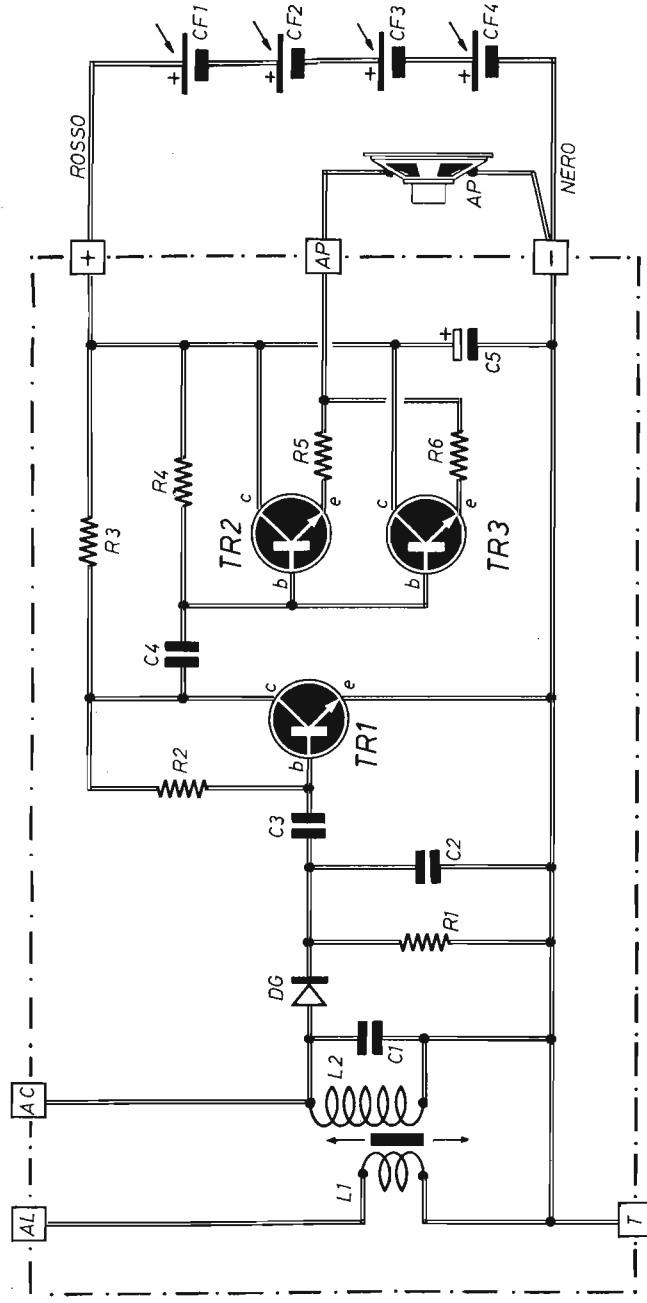 AL
AC
L1
L2
C1
DG
R1
C2
C3
R2
b
c
e
TR1
C4
R3
R4
b
c
e
TR2
R5
b
c
e
TR3
R6
+
C5
+
AP
-
T
ROSSO
NERO
AP
+
CF1
+
CF2
+
CF3
+
CF4